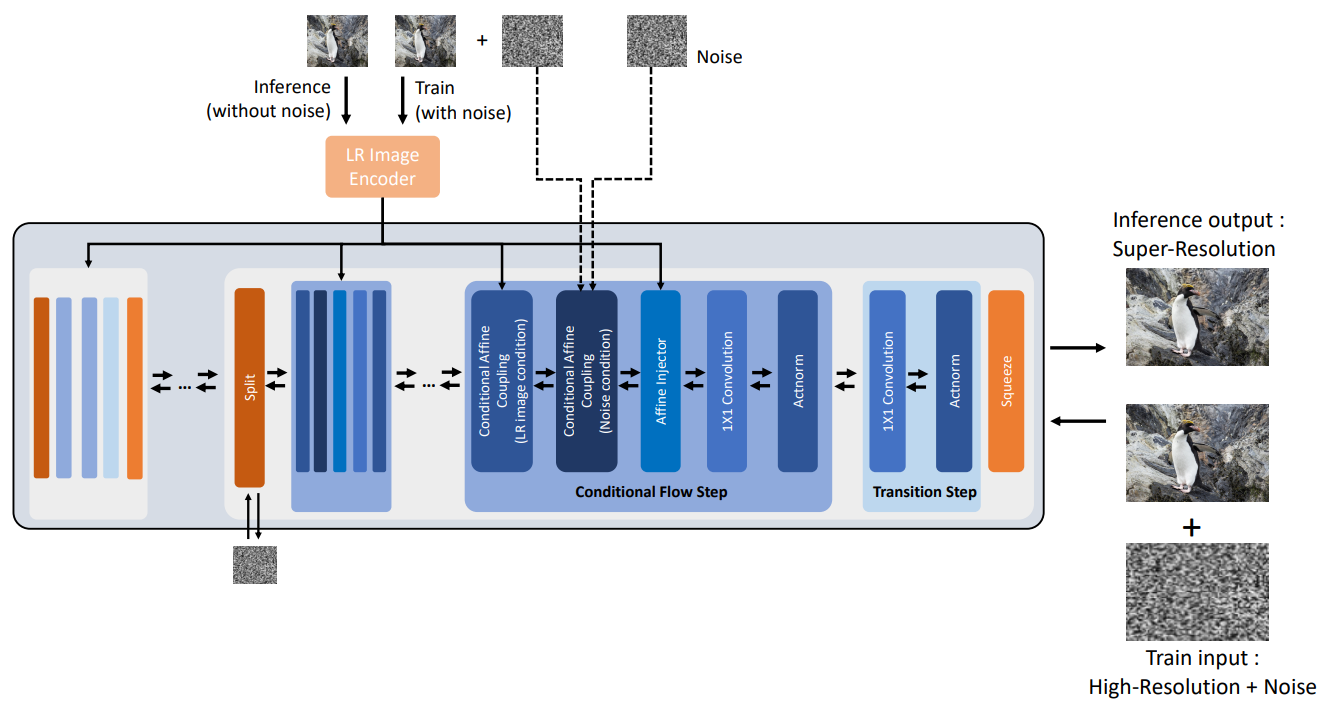 +
Noise
Inference
(without noise)
Train
(with noise)
LR Image
Encoder
Inference output :
Super-Resolution
...
Split
...
Conditional Affine
Coupling
(LR image condition)
Conditional Affine
Coupling
(Noise condition)
Affine Injector
1X1 Convolution
Actnorm
Conditional Flow Step
1X1 Convolution
Actnorm
Transition Step
Squeeze
+
Train input :
High-Resolution + Noise